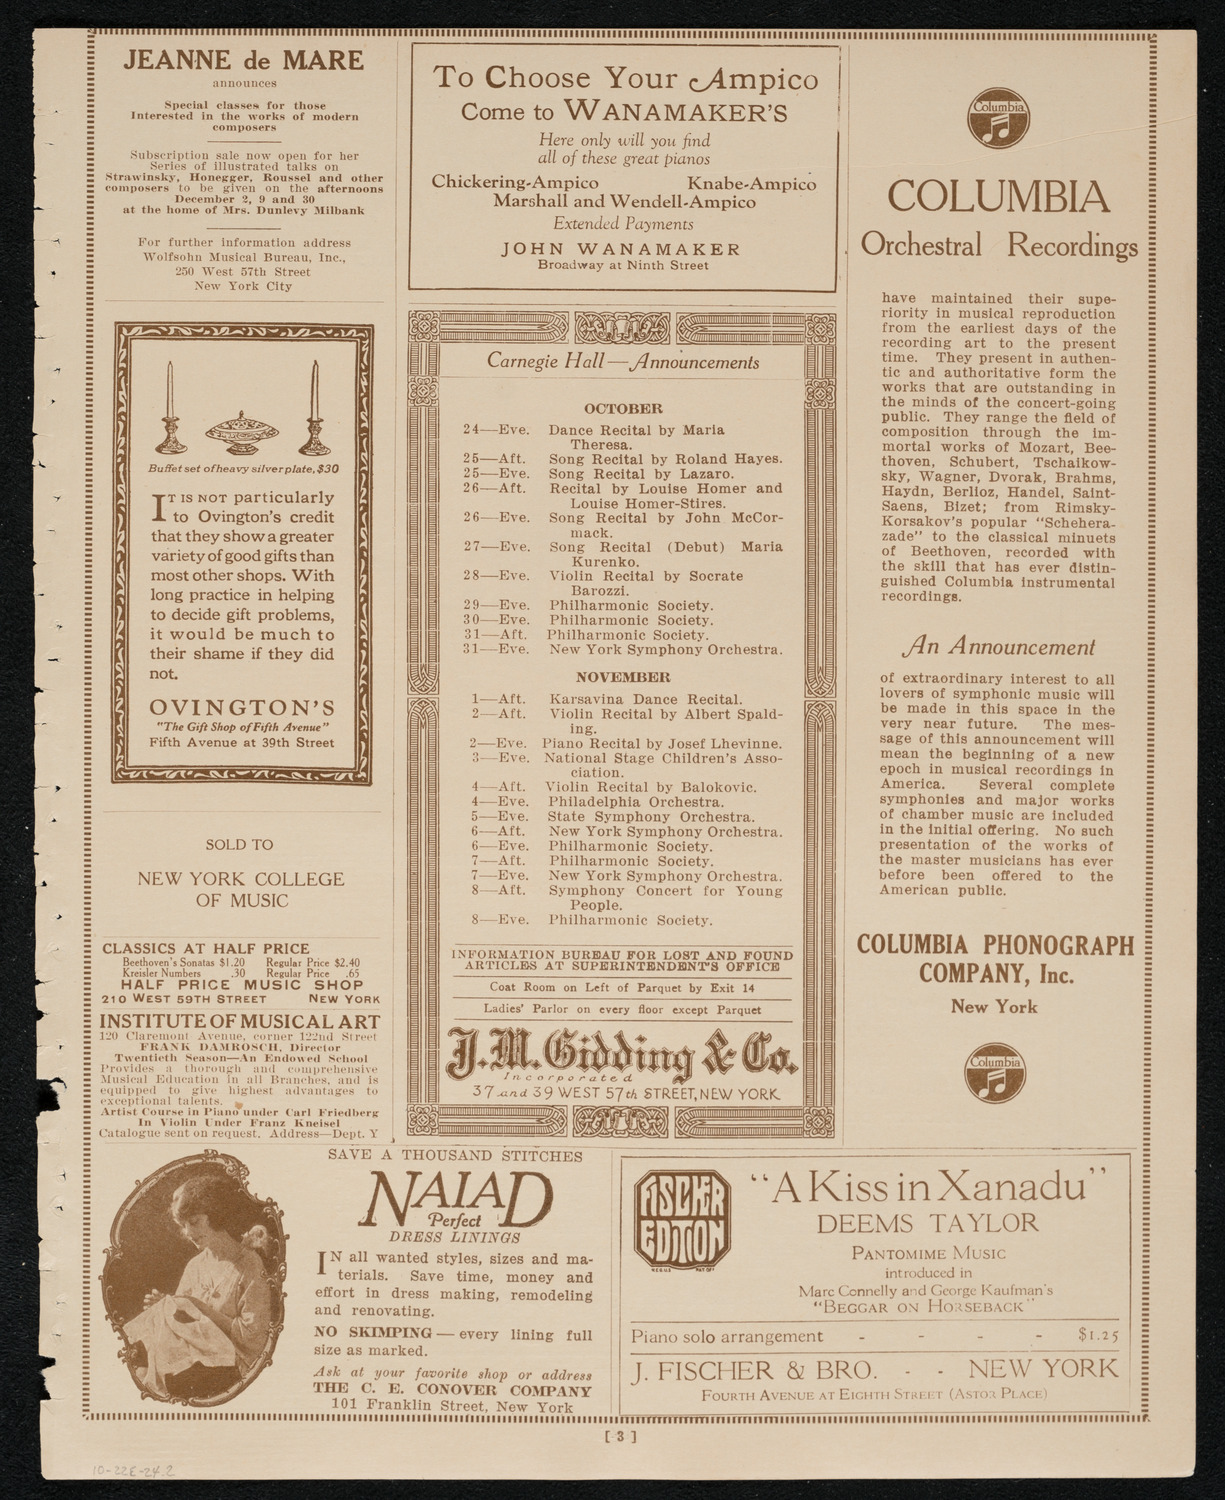 JEANNE de MARE
announces
Special classes for those
Interested in the works of modern
composers
Subscription sale now open for her
Series of illustrated talks on
Strawinsky, Honegger, Roussel and other
composers to be given on the afternoons
December 2, 9 and 30
at the home of Mrs. Dunlevy Milbank
For further information address
Wolfsohn Musical Bureau, Inc.,
250 West 57th Street
New York City
Buffet set of heavy silver plate, $30
IT IS NOT particularly
to Ovington's credit
that they show a greater
variety of good gifts than
most other shops. With
long practice in helping
to decide gift problems,
it would be much to
their shame if they did
not.
OVINGTON'S
"The Gift Shop of Fifth Avenue"
Fifth Avenue at 39th Street
SOLD TO
NEW YORK COLLEGE
OF MUSIC
CLASSICS AT HALF PRICE
Beethoven's Sonatas $1.20 Regular Price $2.40
Kreisler Numbers .30 Regular Price .65
HALF PRICE MUSIC SHOP
210 WEST 59TH STREET NEW YORK
INSTITUTE OF MUSICAL ART
120 Claremont Avenue, corner 122nd Street
FRANK DAMROSCH, Director
Twentieth Season—An Endowed School
Provides a thorough and comprehensive
Musical Education in all Branches, and is
equipped to give highest advantages to
exceptional talents.
Artist Course in Piano under Carl Friedberg
In Violin Under Franz Kneisel
Catalogue sent on request. Address—Dept. Y
To Choose Your Ampico
Come to WANAMAKER'S
Here only will you find
all of these great pianos
Chickering-Ampico Knabe-Ampico
Marshall and Wendell-Ampico
Extended Payments
JOHN WANAMAKER
Broadway at Ninth Street
Carnegie Hall—Announcements
OCTOBER
24—Eve. Dance Recital by Maria
Theresa.
25—Aft. Song Recital by Roland Hayes.
25—Eve. Song Recital by Lazaro.
26—Aft. Recital by Louise Homer and
Louise Homer-Stires.
26—Eve. Song Recital by John McCor-
mack.
27—Eve. Song Recital (Debut) Maria
Kurenko.
28—Eve. Violin Recital by Socrate
Barozzi.
29—Eve. Philharmonic Society.
30—Eve. Philharmonic Society.
31—Aft. Philharmonic Society.
31—Eve. New York Symphony Orchestra.
NOVEMBER
1—Aft. Karsavina Dance Recital.
2—Aft. Violin Recital by Albert Spald-
ing.
2—Eve. Piano Recital by Josef Lhevinne.
3—Eve. National Stage Children's Asso-
ciation.
4—Aft. Violin Recital by Balokovic.
4—Eve. Philadelphia Orchestra.
5—Eve. State Symphony Orchestra.
6—Aft. New York Symphony Orchestra.
6—Eve. Philharmonic Society.
7—Aft. Philharmonic Society.
7—Eve. New York Symphony Orchestra.
8—Aft. Symphony Concert for Young
People.
8—Eve. Philharmonic Society.
INFORMATION BUREAU FOR LOST AND FOUND
ARTICLES AT SUPERINTENDENT'S OFFICE
Coat Room on Left of Parquet by Exit 14
Ladies' Parlor on every floor except Parquet
J. M. Gidding & Co.
Incorporated
37 and 39 WEST 57th STREET, NEW YORK
Columbia
COLUMBIA
Orchestral Recordings
have maintained their supe-
riority in musical reproduction
from the earliest days of the
recording art to the present
time. They present in authen-
tic and authoritative form the
works that are outstanding in
the minds of the concert-going
public. They range the field of
composition through the im-
mortal works of Mozart, Bee-
thoven, Schubert, Tschaikow-
sky, Wagner, Dvorak, Brahms,
Haydn, Berlioz, Handel, Saint-
Saens, Bizet; from Rimsky-
Korsakov's popular "Schehera-
zade" to the classical minuets
of Beethoven, recorded with
the skill that has ever distin-
guished Columbia instrumental
recordings.
An Announcement
of extraordinary interest to all
lovers of symphonic music will
be made in this space in the
very near future. The mes-
sage of this announcement will
mean the beginning of a new
epoch in musical recordings in
America. Several complete
symphonies and major works
of chamber music are included
in the initial offering. No such
presentation of the works of
the master musicians has ever
before been offered to the
American public.
COLUMBIA PHONOGRAPH
COMPANY, Inc.
New York
Columbia
SAVE A THOUSAND STITCHES
NAIAD
Perfect
DRESS LININGS
IN all wanted styles, sizes and ma-
terials. Save time, money and
effort in dress making, remodeling
and renovating.
NO SKIMPING—every lining full
size as marked.
Ask at your favorite shop or address
THE C. E. CONOVER COMPANY
101 Franklin Street, New York
FISCHER
EDITION
"A Kiss in Xanadu"
DEEMS TAYLOR
PANTOMIME MUSIC
introduced in
Marc Connelly and George Kaufman's
"BEGGAR ON HORSEBACK"
Piano solo arrangement - - - - $1.25
J. FISCHER & BRO. - - NEW YORK
FOURTH AVENUE AT EIGHTH STREET (ASTOR PLACE)
[ 3 ]
10-22E-24.2